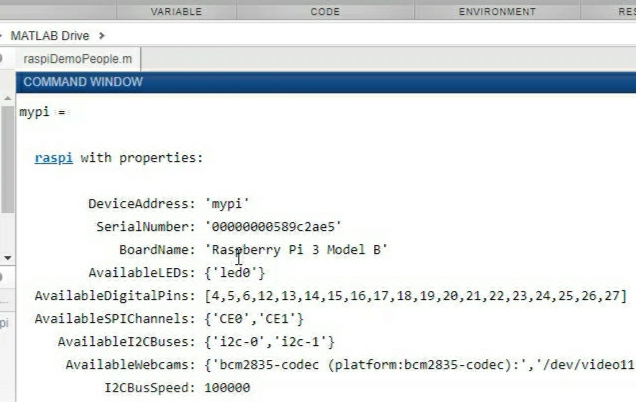 VARIABLE CODE ENVIRONMENT RES
MATLAB Drive >
raspiDemoPeople.m
COMMAND WINDOW
mypi =
raspi with properties:
DeviceAddress: 'mypi'
SerialNumber: '00000000589c2ae5'
BoardName: 'Raspberry Pi 3 Model B'
AvailableLEDs: {'led0'}
AvailableDigitalPins: [4,5,6,12,13,14,15,16,17,18,19,20,21,22,23,24,25,26,27]
AvailableSPIChannels: {'CE0','CE1'}
pi
AvailableI2CBuses: {'i2c-0','i2c-1'}
AvailableWebcams: {'bcm2835-codec (platform:bcm2835-codec):','/dev/video11
I2CBusSpeed: 100000